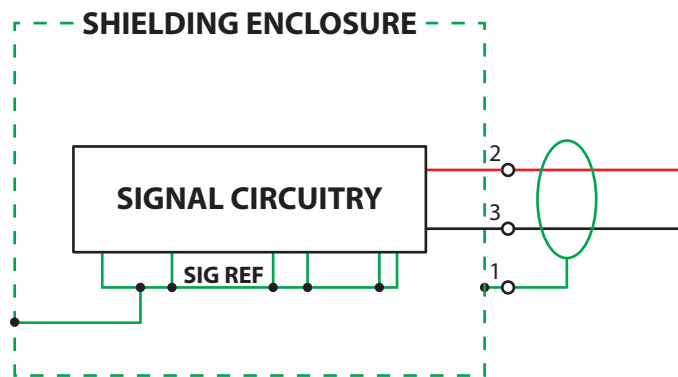 SHIELDING ENCLOSURE
2
SIGNAL CIRCUITRY
3
SIG REF
1